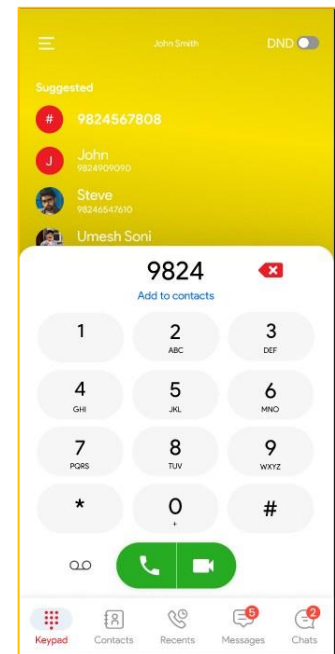 John Smith
DND
Suggested
#
9824567808
J
John
9824909090
Steve
98246547610
Umesh Soni
9824
Add to contacts
1
2
3
ABC
DEF
4
5
6
GHI
JKL
MNO
7
8
9
PQRS
TUV
WXYZ
*
0
#
+
5
2
Keypad
Contacts
Recents
Messages
Chats